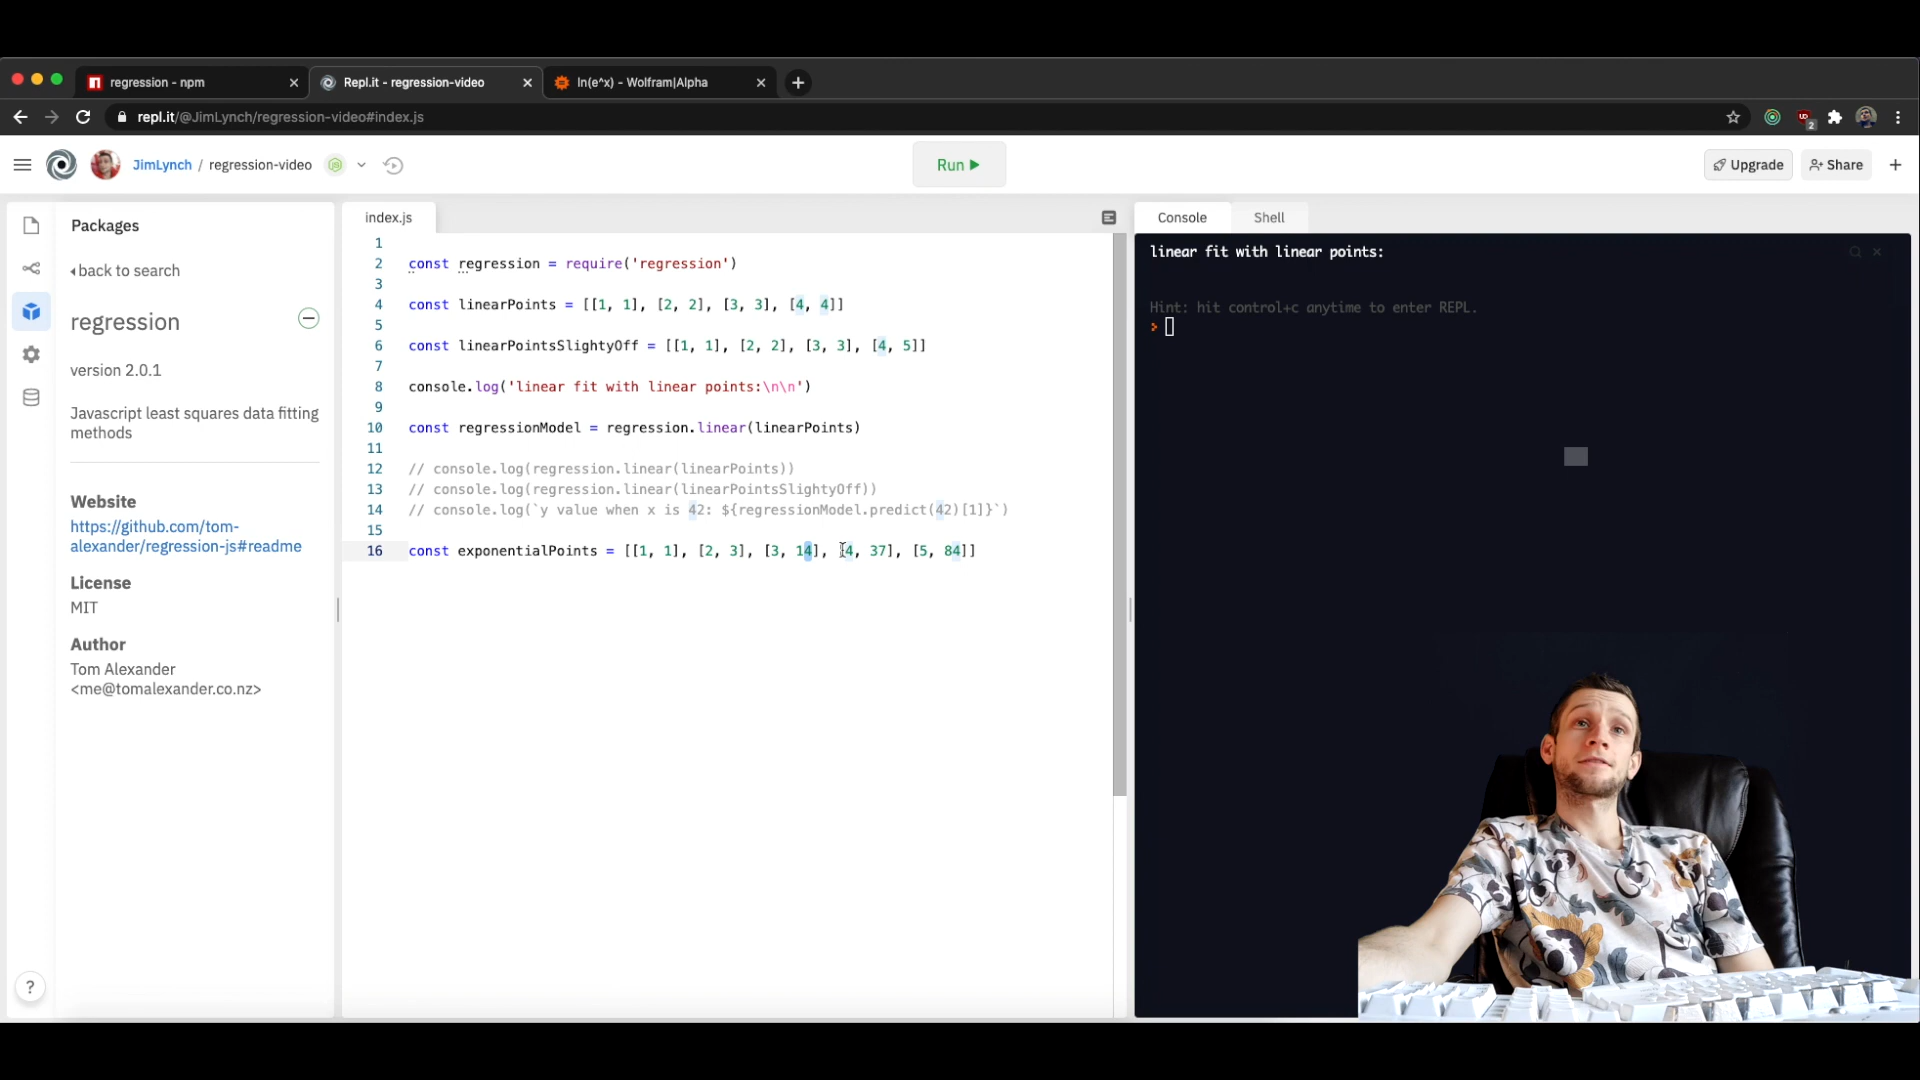 regression - npm
Repl.it - regression-video
ln(e^x) - Wolfram|Alpha
repl.it/@JimLynch/regression-video#index.js
2
JimLynch / regression-video
Run
Upgrade
Share
Packages
back to search
regression
version 2.0.1
Javascript least squares data fitting
methods
Website
https://github.com/tom-
alexander/regression-js#readme
License
MIT
Author
Tom Alexander
<me@tomalexander.co.nz>
?
index.js
1
2 const regression = require('regression')
3
4 const linearPoints = [[1, 1], [2, 2], [3, 3], [4, 4]]
5
6 const linearPointsSlightyOff = [[1, 1], [2, 2], [3, 3], [4, 5]]
7
8 console.log('linear fit with linear points:\n\n')
9
10 const regressionModel = regression.linear(linearPoints)
11
12 // console.log(regression.linear(linearPoints))
13 // console.log(regression.linear(linearPointsSlightyOff))
14 // console.log(`y value when x is 42: ${regressionModel.predict(42)[1]}`)
15
16 const exponentialPoints = [[1, 1], [2, 3], [3, 14], [4, 37], [5, 84]]
Console
Shell
linear fit with linear points:
Hint: hit control+c anytime to enter REPL.